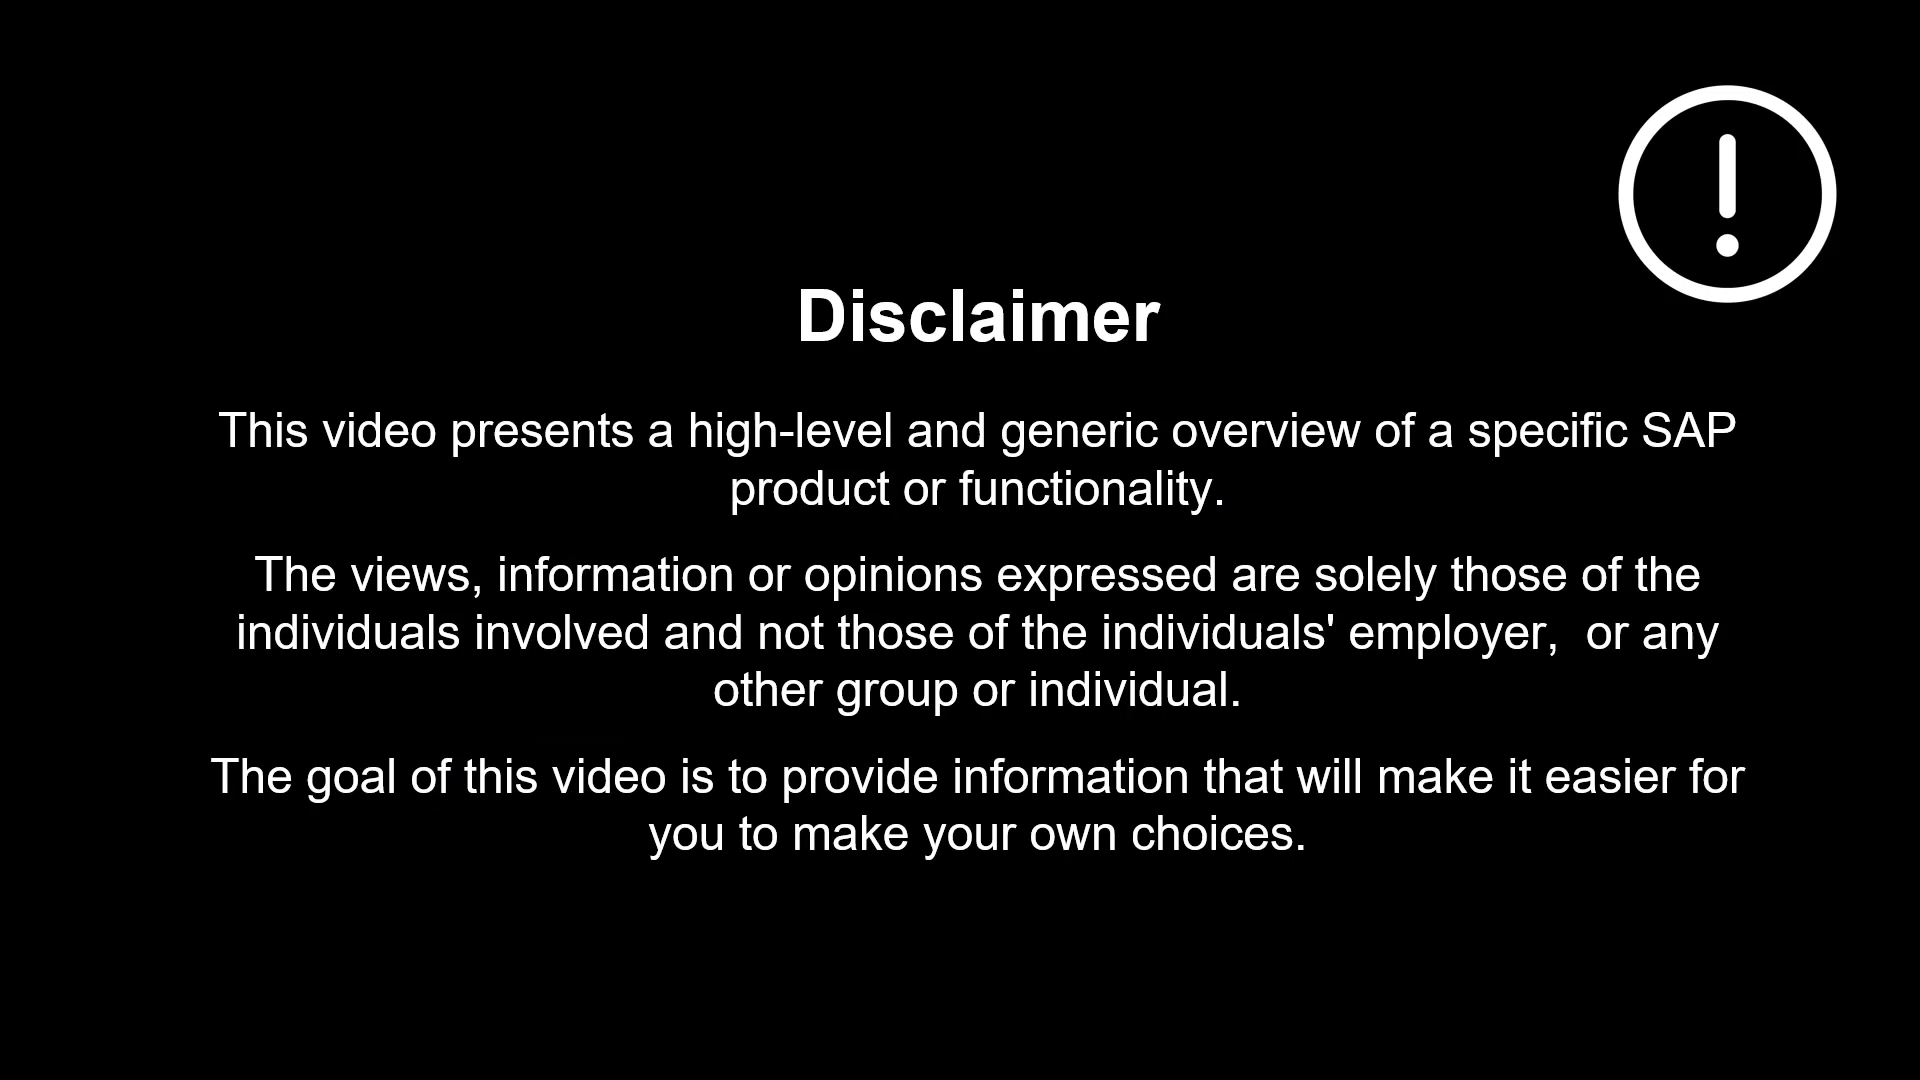 Disclaimer
This video presents a high-level and generic overview of a specific SAP
product or functionality.
The views, information or opinions expressed are solely those of the
individuals involved and not those of the individuals' employer,  or any
other group or individual.
The goal of this video is to provide information that will make it easier for
you to make your own choices.